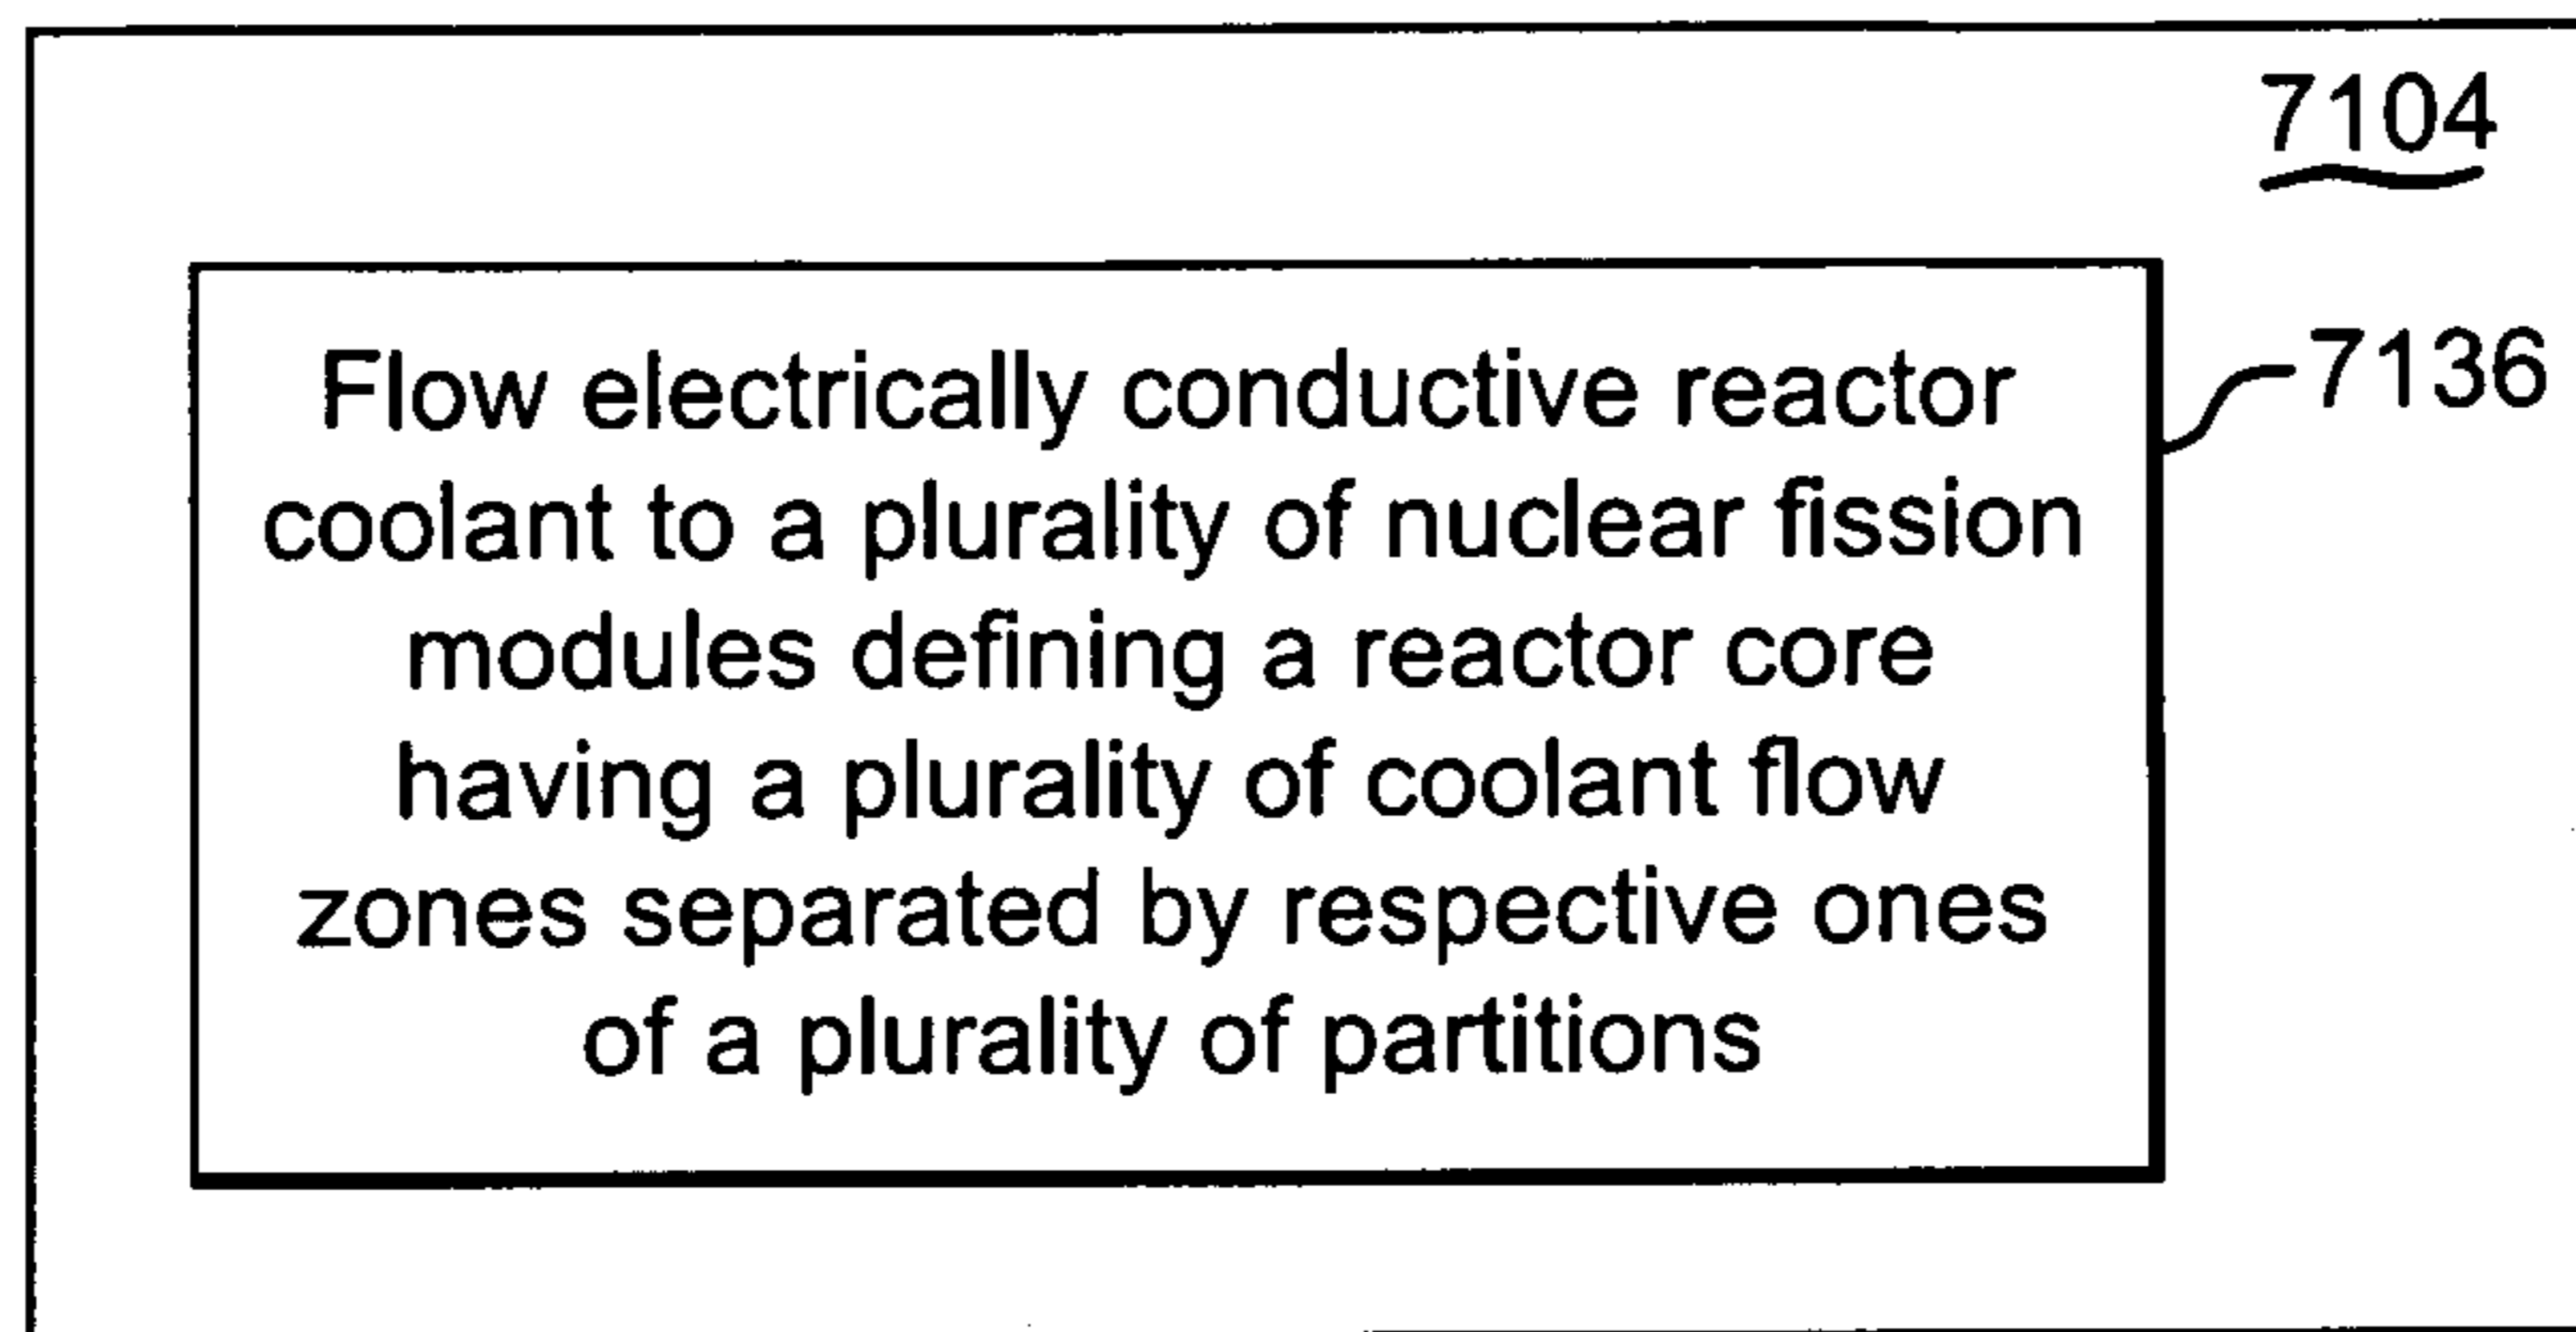 7104
Flow electrically conductive reactor
7136
coolant to a plurality of nuclear fission
modules defining a reactor core
having a plurality of coolant flow
zones separated by respective ones
of a plurality of partitions